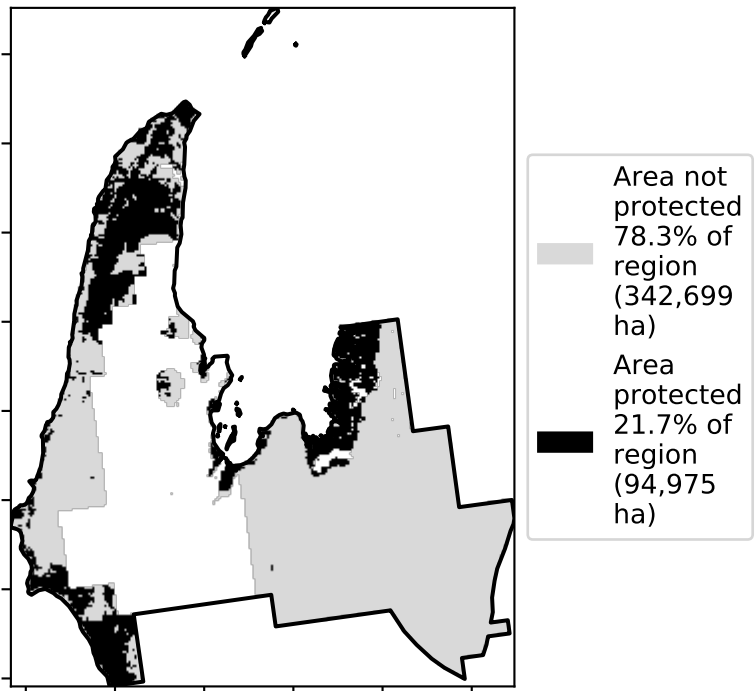 Area not
protected
78.3% of
region
(342,699
ha)
Area
protected
21.7% of
region
(94,975
ha)